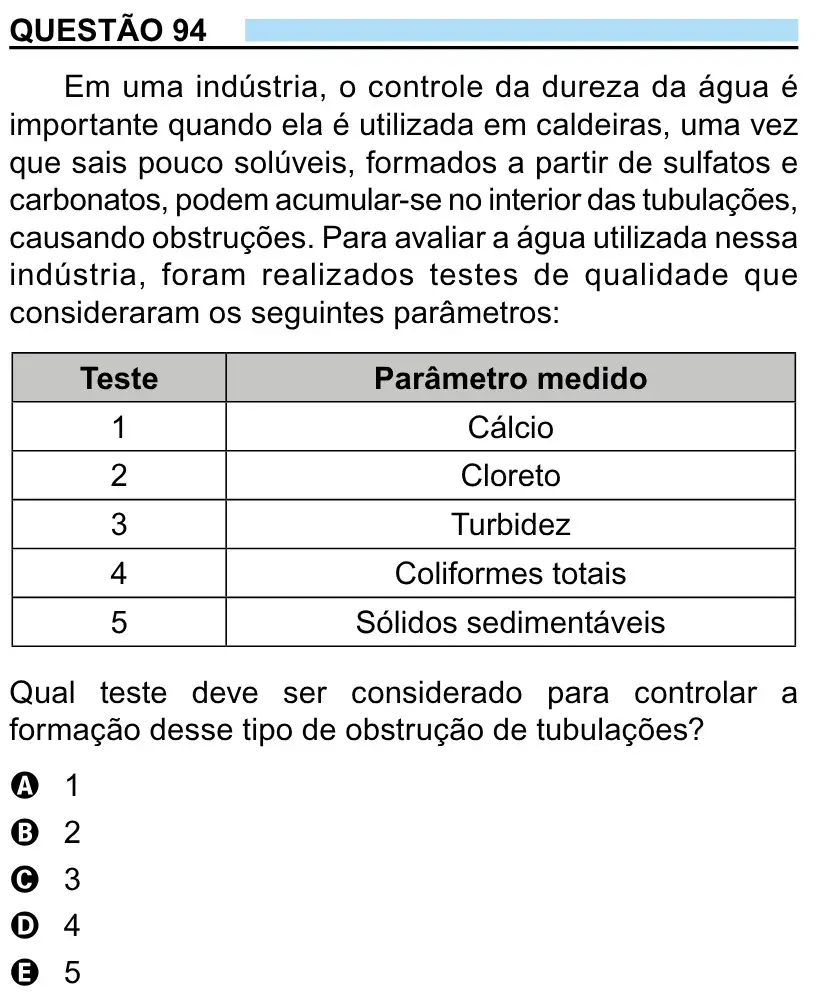 QUESTÃO 94
Em uma indústria, o controle da dureza da água é
importante quando ela é utilizada em caldeiras, uma vez
que sais pouco solúveis, formados a partir de sulfatos e
carbonatos, podem acumular-se no interior das tubulações,
causando obstruções. Para avaliar a água utilizada nessa
indústria, foram realizados testes de qualidade que
consideraram os seguintes parâmetros:
Teste Parâmetro medido
1 Cálcio
2 Cloreto
3 Turbidez
4 Coliformes totais
5 Sólidos sedimentáveis
Qual teste deve ser considerado para controlar a
formação desse tipo de obstrução de tubulações?
A 1
B 2
C 3
D 4
E 5